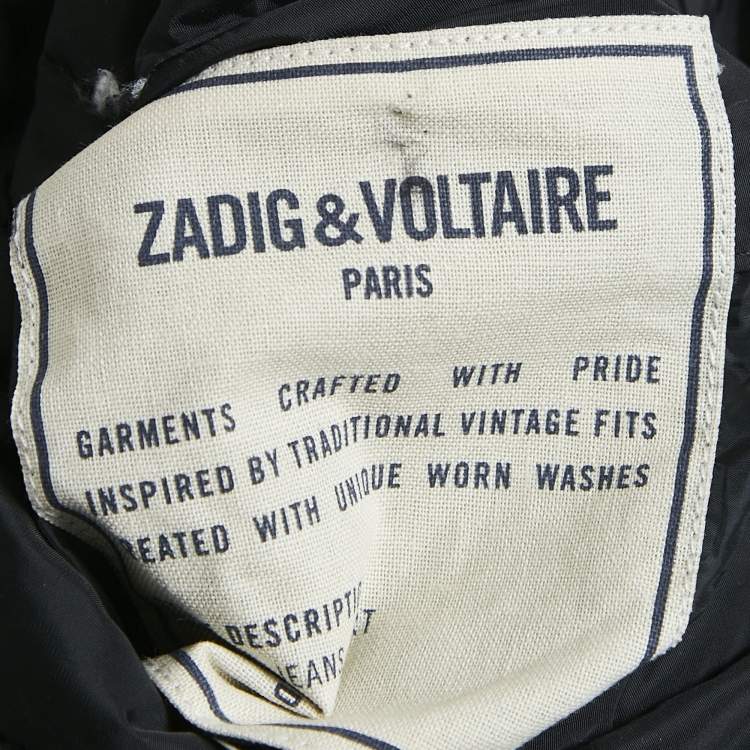 ZADIG & VOLTAIRE
PARIS
GARMENTS CRAFTED WITH PRIDE
INSPIRED BY TRADITIONAL VINTAGE FITS
CREATED WITH UNIQUE WORN WASHES